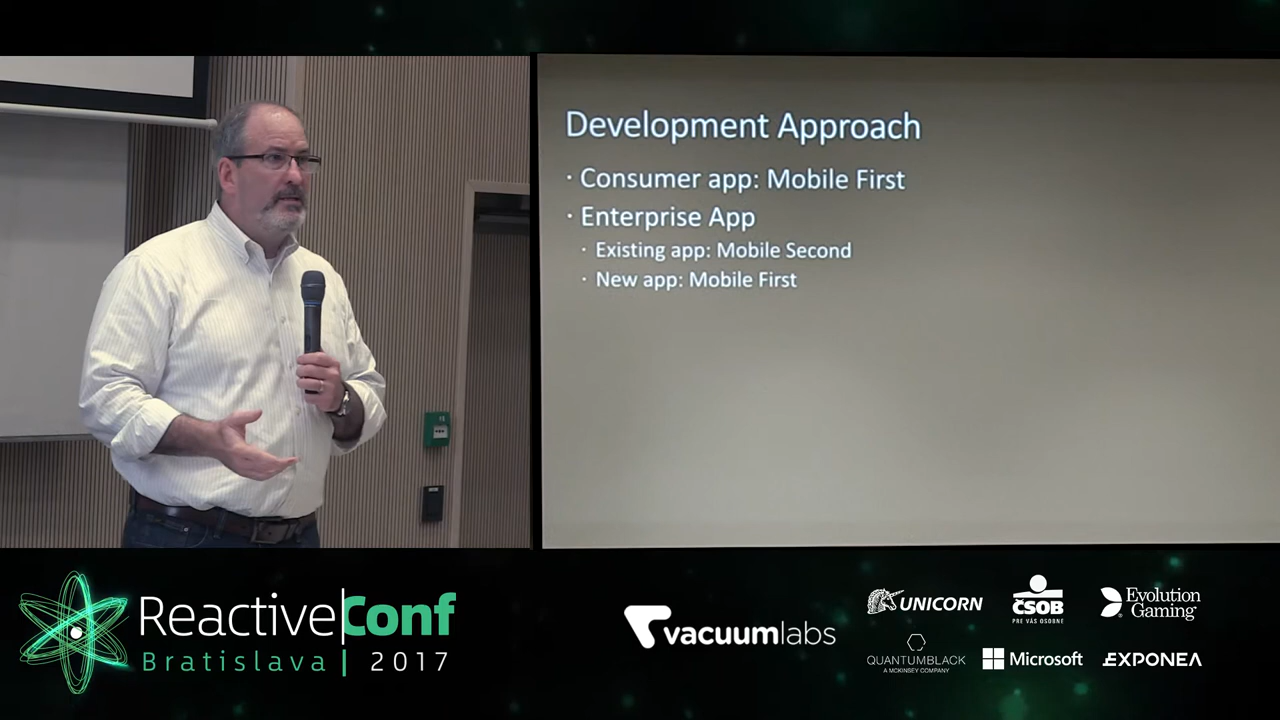 Development Approach
· Consumer app: Mobile First
· Enterprise App
· Existing app: Mobile Second
· New app: Mobile First
ReactiveConf
Bratislava | 2017
vacuumlabs
UNICORN
ČSOB
PRE VÁS OSOBNE
Evolution
Gaming
QUANTUMBLACK
A MCKINSEY COMPANY
Microsoft
EXPONEA